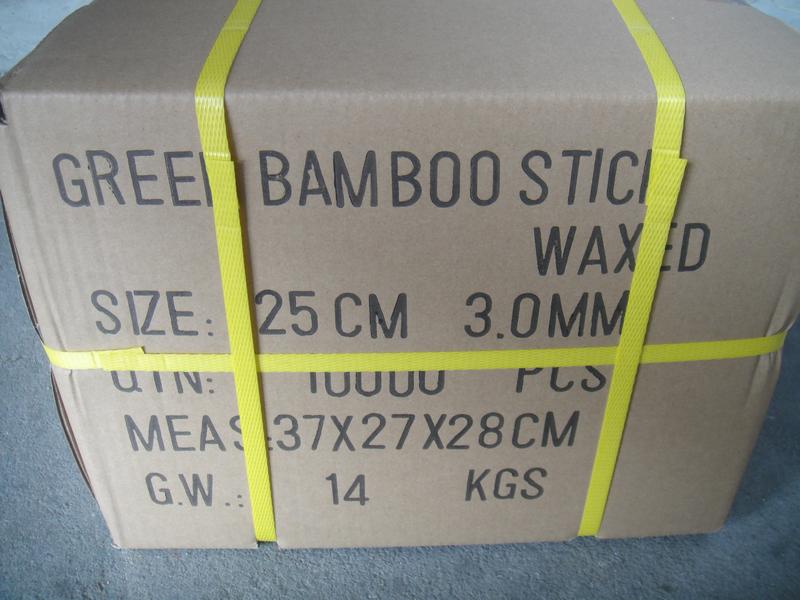 GREEN BAMBOO STICK
WAXED
SIZE: 25 CM 3.0MM
QTN: 10000 PCS
MEAS:37X27X28CM
G.W.: 14 KGS